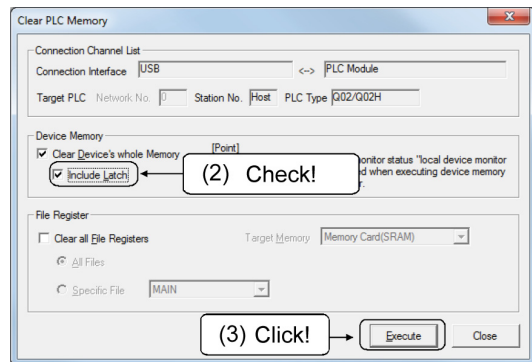 Clear PLC Memory
Connection Channel List
Connection Interface USB <--> PLC Module
Target PLC Network No. 0 Station No. Host PLC Type Q02/Q02H
Device Memory
Clear Device's whole Memory [Point]
onitor status "local device monitor
Include Latch (2) Check! ed when executing device memory
r.
File Register
Clear all File Registers Target Memory Memory Card(SRAM)
All Files
Specific File MAIN
(3) Click! Execute Close